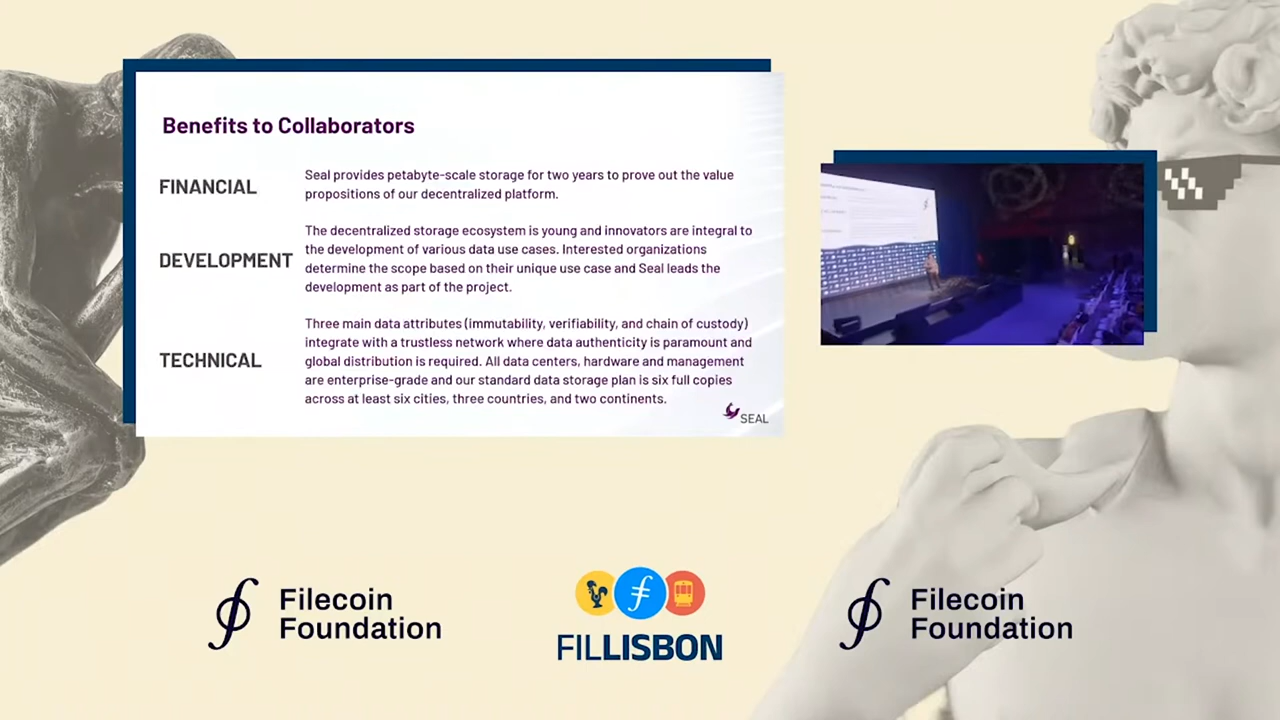 Benefits to Collaborators
FINANCIAL
Seal provides petabyte-scale storage for two years to prove out the value
propositions of our decentralized platform.
DEVELOPMENT
The decentralized storage ecosystem is young and innovators are integral to
the development of various data use cases. Interested organizations
determine the scope based on their unique use case and Seal leads the
development as part of the project.
TECHNICAL
Three main data attributes (immutability, verifiability, and chain of custody)
integrate with a trustless network where data authenticity is paramount and
global distribution is required. All data centers, hardware and management
are enterprise-grade and our standard data storage plan is six full copies
across at least six cities, three countries, and two continents.
SEAL
Filecoin
Foundation
FILLISBON
Filecoin
Foundation